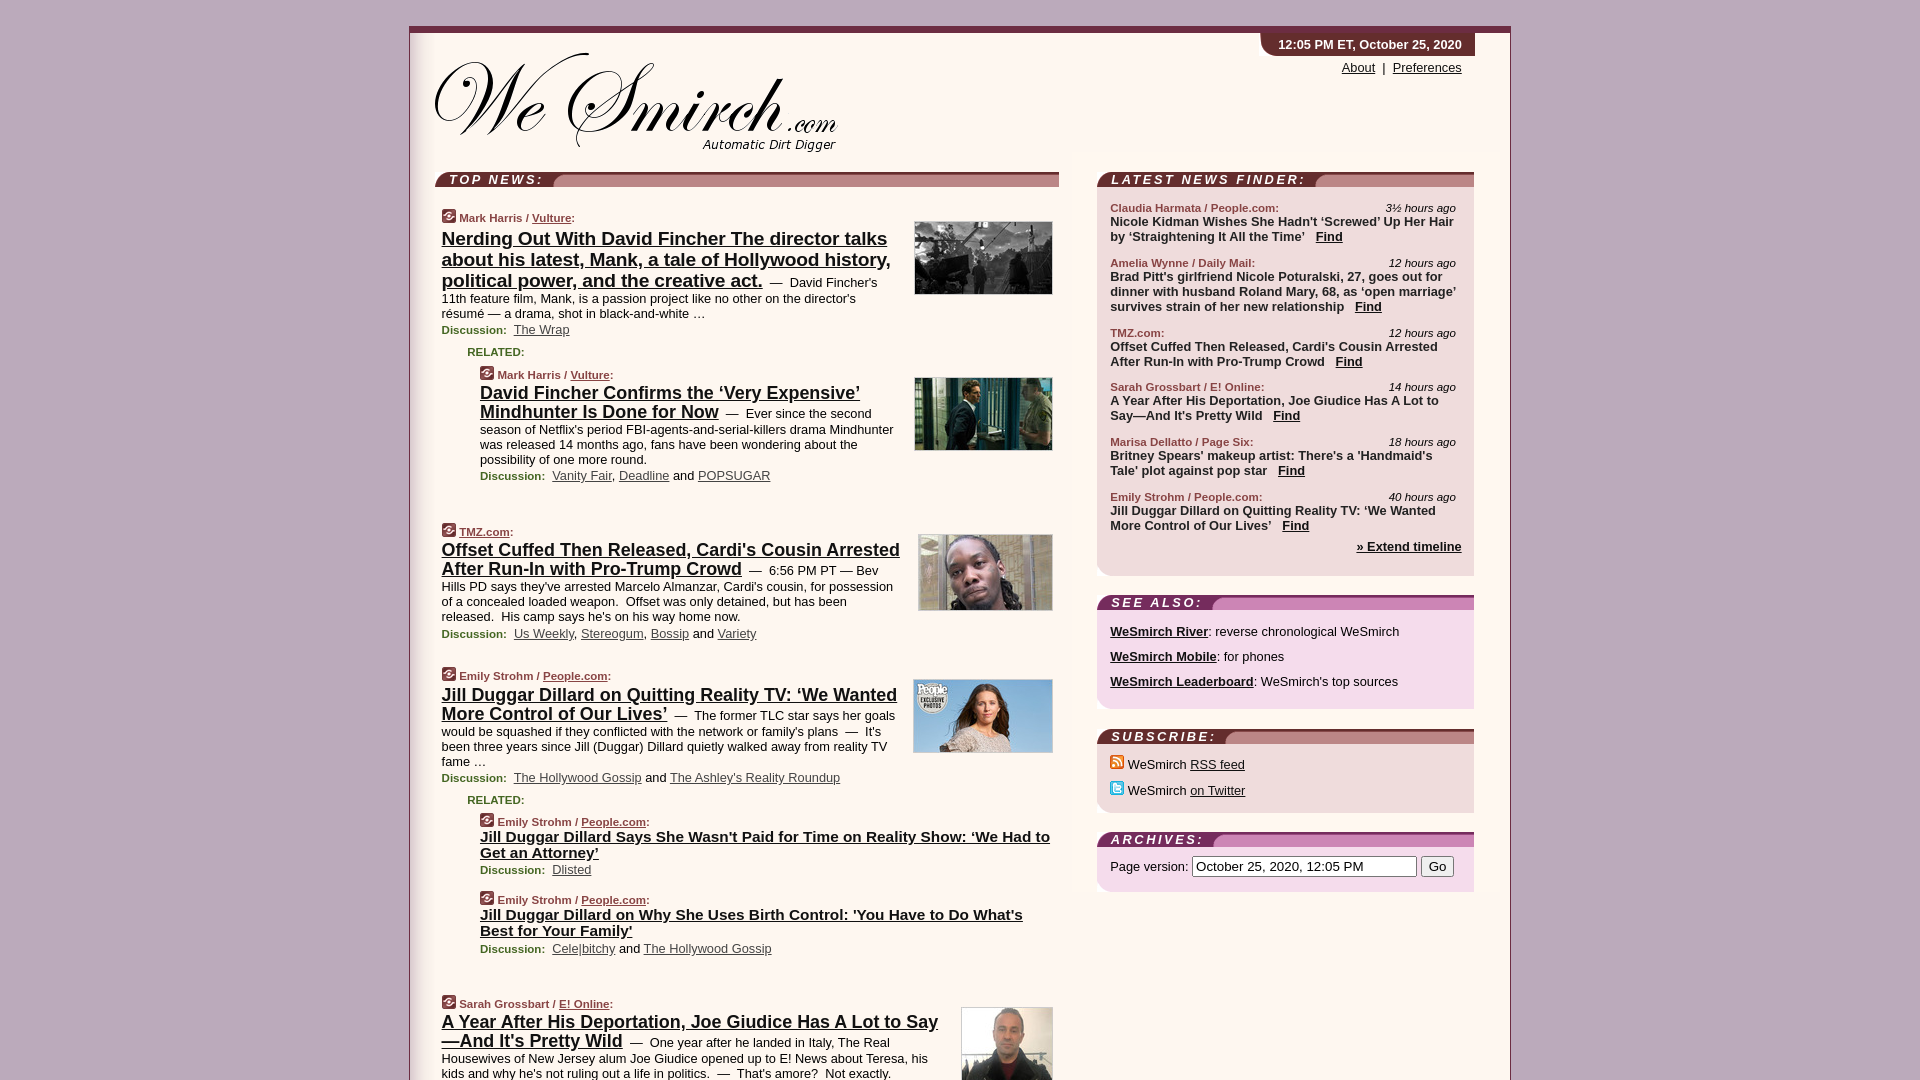 12:05 PM ET, October 25, 2020
About | Preferences
We Smirch .com
Automatic Dirt Digger
TOP NEWS:
Mark Harris / Vulture:
Nerding Out With David Fincher The director talks
about his latest, Mank, a tale of Hollywood history,
political power, and the creative act. — David Fincher's
11th feature film, Mank, is a passion project like no other on the director's
résumé — a drama, shot in black-and-white …
Discussion: The Wrap
RELATED:
Mark Harris / Vulture:
David Fincher Confirms the ‘Very Expensive’
Mindhunter Is Done for Now — Ever since the second
season of Netflix's period FBI-agents-and-serial-killers drama Mindhunter
was released 14 months ago, fans have been wondering about the
possibility of one more round.
Discussion: Vanity Fair, Deadline and POPSUGAR
TMZ.com:
Offset Cuffed Then Released, Cardi's Cousin Arrested
After Run-In with Pro-Trump Crowd — 6:56 PM PT — Bev
Hills PD says they've arrested Marcelo Almanzar, Cardi's cousin, for possession
of a concealed loaded weapon. Offset was only detained, but has been
released. His camp says he's on his way home now.
Discussion: Us Weekly, Stereogum, Bossip and Variety
Emily Strohm / People.com:
Jill Duggar Dillard on Quitting Reality TV: ‘We Wanted
More Control of Our Lives’ — The former TLC star says her goals
would be squashed if they conflicted with the network or family's plans — It's
been three years since Jill (Duggar) Dillard quietly walked away from reality TV
fame …
People
EXCLUSIVE
PHOTOS
Discussion: The Hollywood Gossip and The Ashley's Reality Roundup
RELATED:
Emily Strohm / People.com:
Jill Duggar Dillard Says She Wasn't Paid for Time on Reality Show: ‘We Had to
Get an Attorney’
Discussion: Dlisted
Emily Strohm / People.com:
Jill Duggar Dillard on Why She Uses Birth Control: 'You Have to Do What's
Best for Your Family'
Discussion: Cele|bitchy and The Hollywood Gossip
Sarah Grossbart / E! Online:
A Year After His Deportation, Joe Giudice Has A Lot to Say
—And It's Pretty Wild — One year after he landed in Italy, The Real
Housewives of New Jersey alum Joe Giudice opened up to E! News about Teresa, his
kids and why he's not ruling out a life in politics. — That's amore? Not exactly.
LATEST NEWS FINDER:
Claudia Harmata / People.com: 3½ hours ago
Nicole Kidman Wishes She Hadn't ‘Screwed’ Up Her Hair
by ‘Straightening It All the Time’ Find
Amelia Wynne / Daily Mail: 12 hours ago
Brad Pitt's girlfriend Nicole Poturalski, 27, goes out for
dinner with husband Roland Mary, 68, as ‘open marriage’
survives strain of her new relationship Find
TMZ.com: 12 hours ago
Offset Cuffed Then Released, Cardi's Cousin Arrested
After Run-In with Pro-Trump Crowd Find
Sarah Grossbart / E! Online: 14 hours ago
A Year After His Deportation, Joe Giudice Has A Lot to
Say—And It's Pretty Wild Find
Marisa Dellatto / Page Six: 18 hours ago
Britney Spears' makeup artist: There's a 'Handmaid's
Tale' plot against pop star Find
Emily Strohm / People.com: 40 hours ago
Jill Duggar Dillard on Quitting Reality TV: ‘We Wanted
More Control of Our Lives’ Find
» Extend timeline
SEE ALSO:
WeSmirch River: reverse chronological WeSmirch
WeSmirch Mobile: for phones
WeSmirch Leaderboard: WeSmirch's top sources
SUBSCRIBE:
WeSmirch RSS feed
WeSmirch on Twitter
ARCHIVES:
Page version: October 25, 2020, 12:05 PM Go